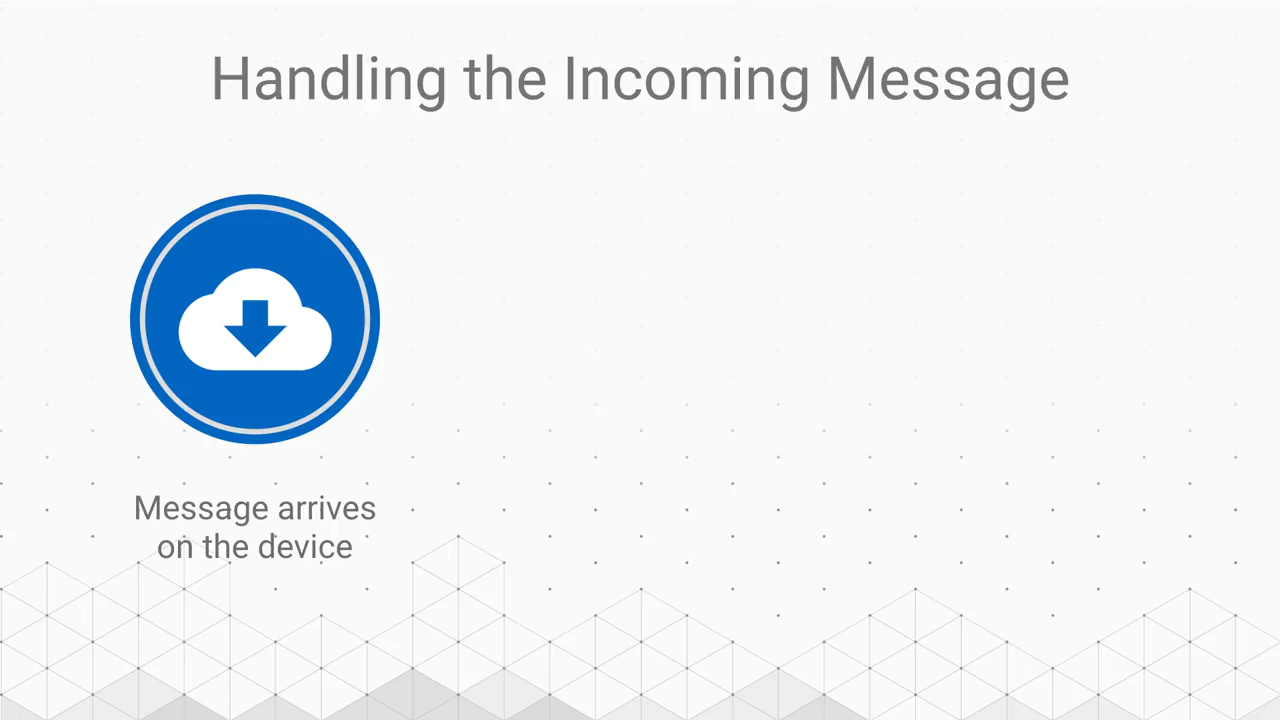 Handling the Incoming Message
Message arrives
on the device